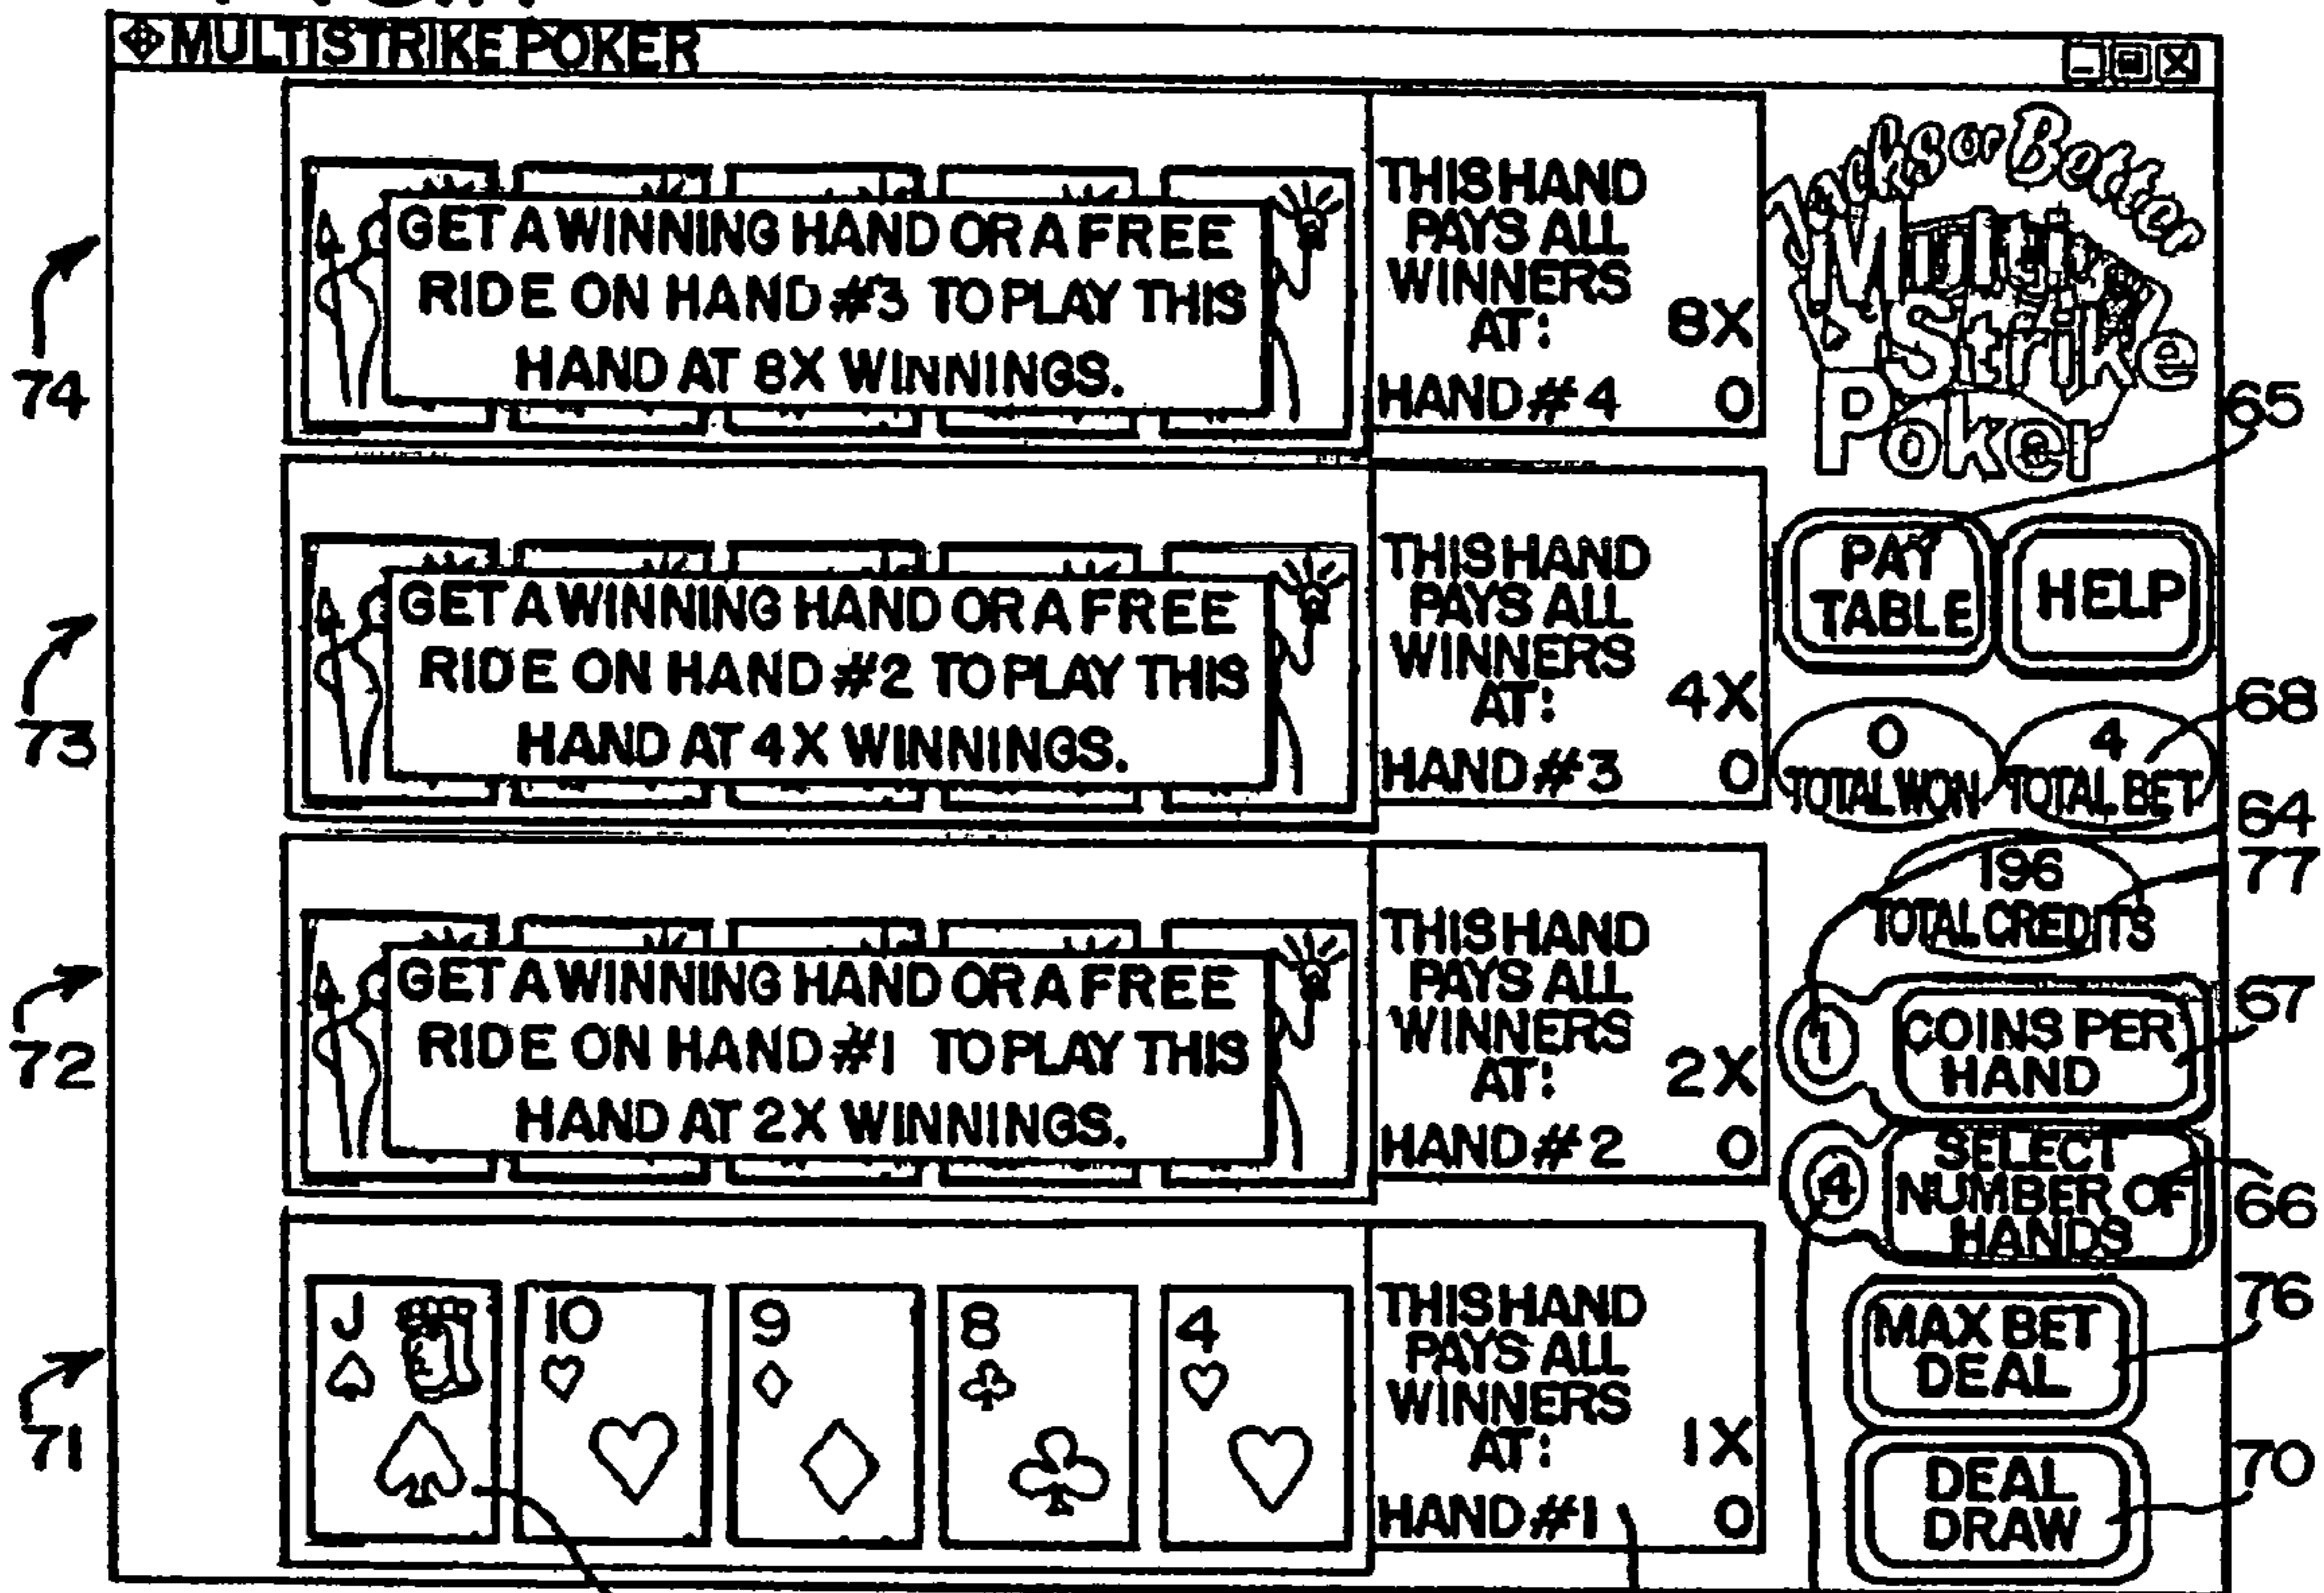 MULTISTRIKE POKER
GET A WINNING HAND OR A FREE
RIDE ON HAND #3 TO PLAY THIS
HAND AT 8X WINNINGS.
THIS HAND
PAYS ALL
WINNERS
AT: 8X
HAND #4 0
Jacks or Better
Multi
Strike
Poker
74
65
GET A WINNING HAND OR A FREE
RIDE ON HAND #2 TO PLAY THIS
HAND AT 4X WINNINGS.
THIS HAND
PAYS ALL
WINNERS
AT: 4X
HAND #3 0
PAY
TABLE
HELP
73
68
0
TOTAL WON
4
TOTAL BET
64
77
196
TOTAL CREDITS
GET A WINNING HAND OR A FREE
RIDE ON HAND #1 TO PLAY THIS
HAND AT 2X WINNINGS.
THIS HAND
PAYS ALL
WINNERS
AT: 2X
HAND #2 0
72
1
COINS PER
HAND
67
4
SELECT
NUMBER OF
HANDS
66
J
10
9
8
4
THIS HAND
PAYS ALL
WINNERS
AT: 1X
HAND #1 0
71
MAX BET
DEAL
76
DEAL
DRAW
70